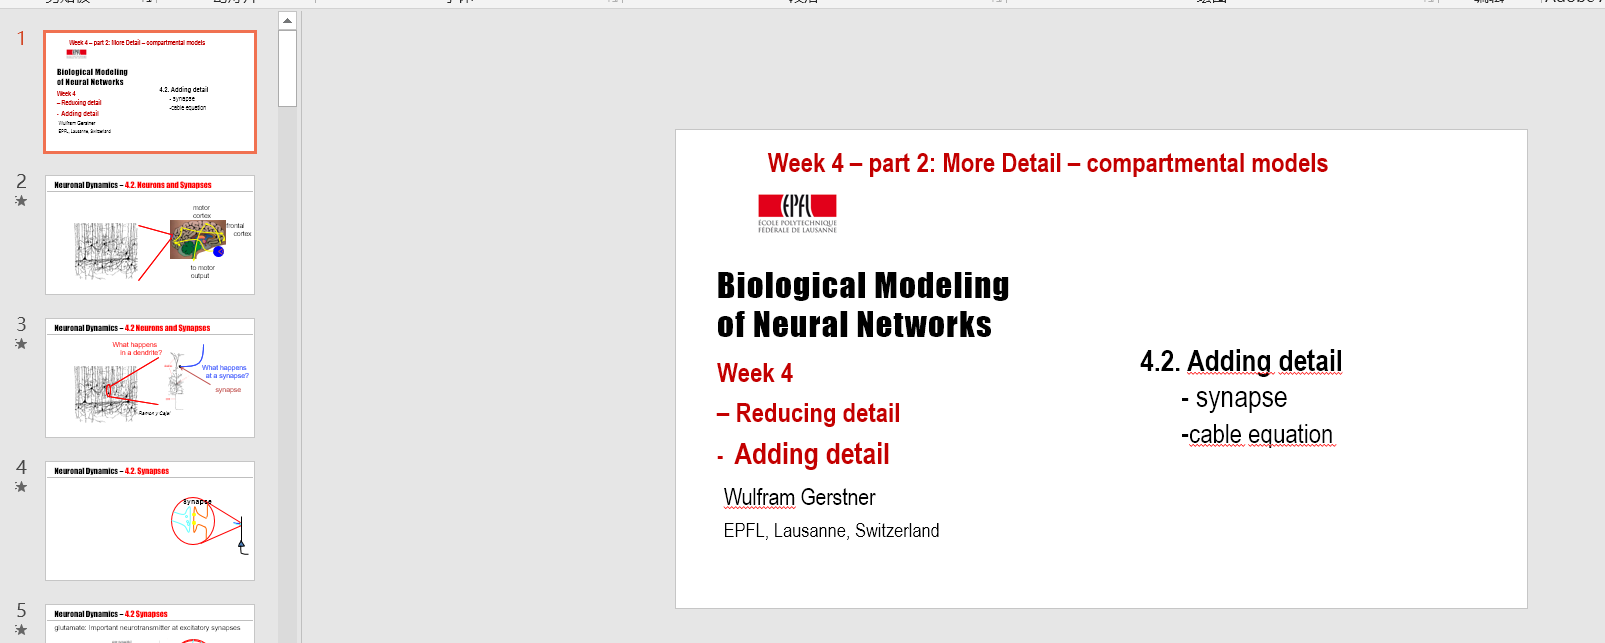 1
Week 4 – part 2: More Detail – compartmental models
Biological Modeling
of Neural Networks
Week 4
– Reducing detail
- Adding detail
Wulfram Gerstner
EPFL, Lausanne, Switzerland
4.2. Adding detail
- synapse
-cable equation
2
Neuronal Dynamics – 4.2. Neurons and Synapses
motor
cortex
frontal
cortex
to motor
output
3
Neuronal Dynamics – 4.2 Neurons and Synapses
What happens
in a dendrite?
What happens
at a synapse?
synapse
Ramon y Cajal
4
Neuronal Dynamics – 4.2. Synapses
synapse
5
Neuronal Dynamics – 4.2 Synapses
glutamate: Important neurotransmitter at excitatory synapses
Week 4 – part 2: More Detail – compartmental models
EPFL
ÉCOLE POLYTECHNIQUE
FÉDÉRALE DE LAUSANNE
Biological Modeling
of Neural Networks
Week 4
– Reducing detail
- Adding detail
Wulfram Gerstner
EPFL, Lausanne, Switzerland
4.2. Adding detail
- synapse
-cable equation